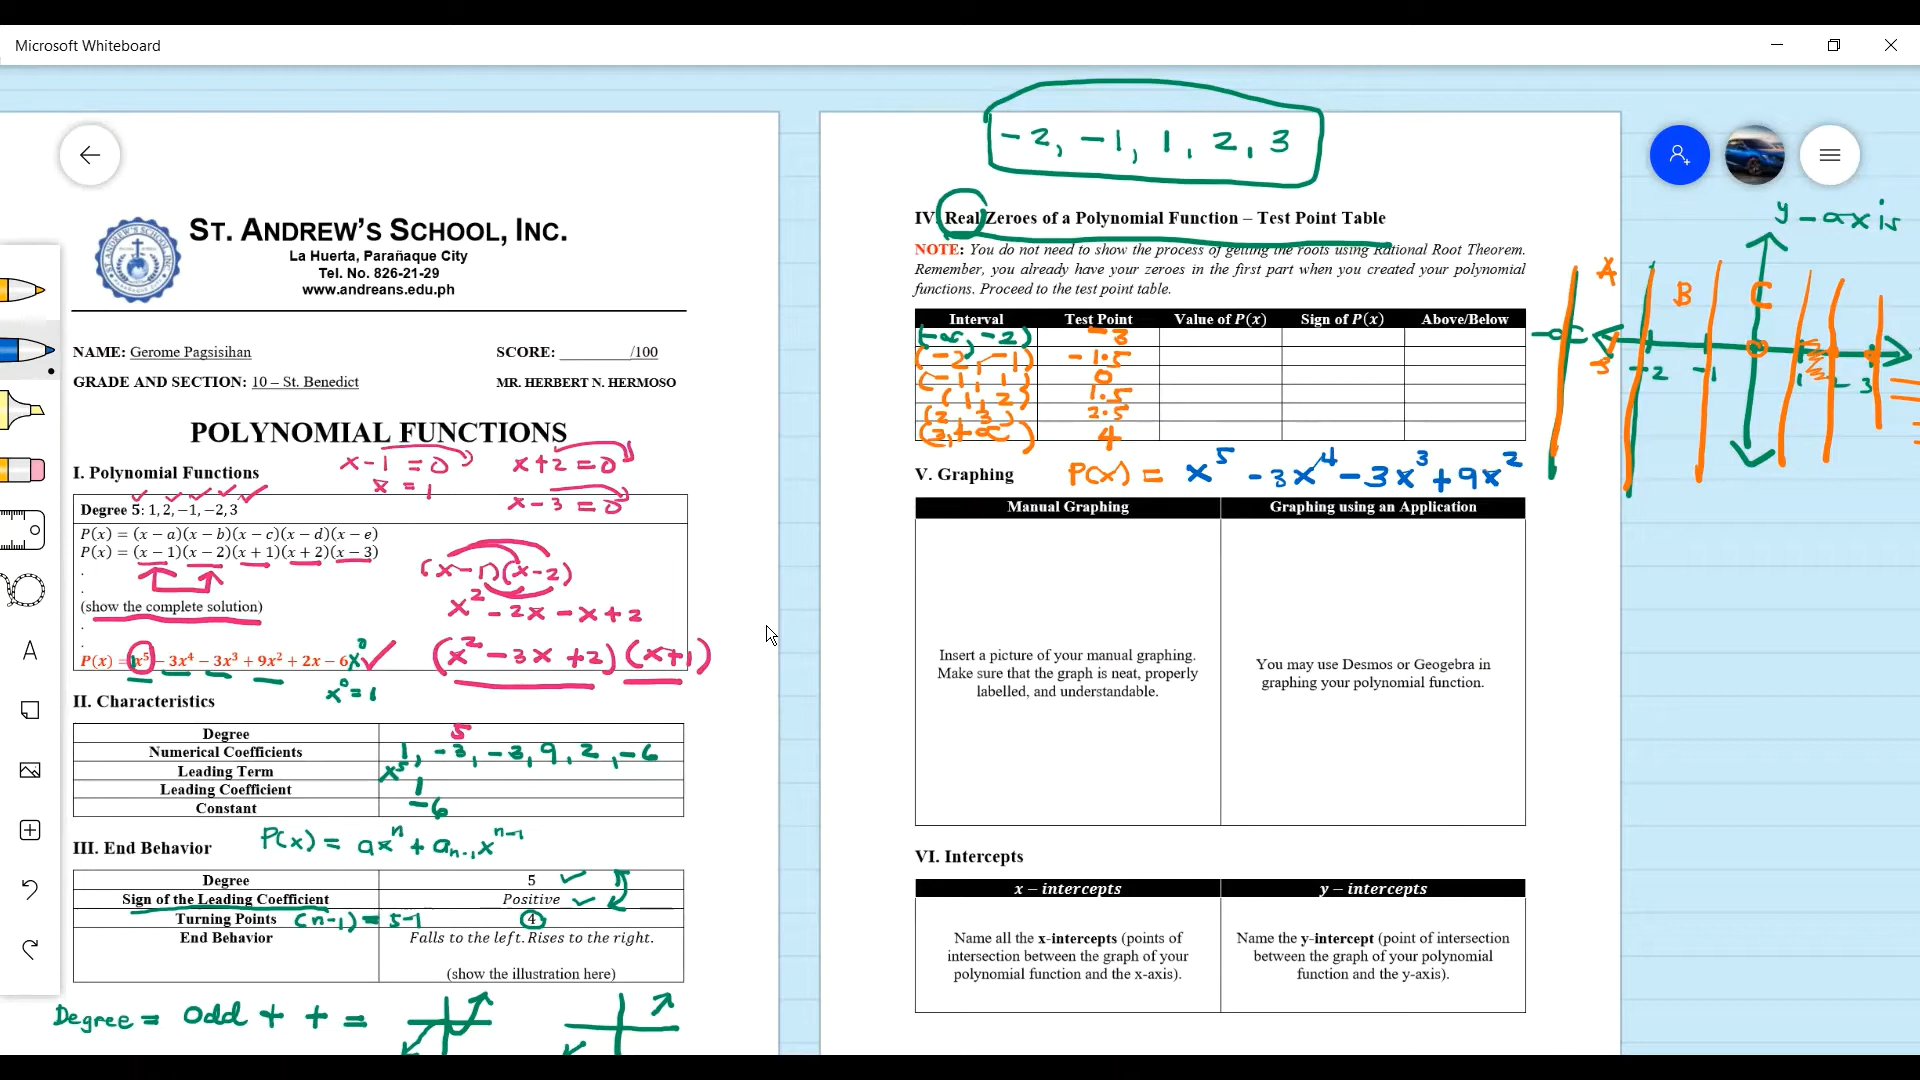 Microsoft Whiteboard
ST. ANDREW'S SCHOOL, INC.
La Huerta, Parañaque City
Tel. No. 826-21-29
www.andreans.edu.ph
NAME: Gerome Pagsisihan
SCORE: __________/100
GRADE AND SECTION: 10 – St. Benedict
MR. HERBERT N. HERMOSO
POLYNOMIAL FUNCTIONS
I. Polynomial Functions
x-1 = 0
x = 1
x+2 = 0
x-3 = 0
Degree 5: 1, 2, −1, −2, 3
P(x) = (x − a)(x − b)(x − c)(x − d)(x − e)
P(x) = (x − 1)(x − 2)(x + 1)(x + 2)(x − 3)
.
.
(show the complete solution)
.
.
P(x) = 1x⁵ − 3x⁴ − 3x³ + 9x² + 2x − 6x⁰
(x-1)(x-2)
x² - 2x - x + 2
(x² - 3x + 2)(x+1)
x⁰ = 1
II. Characteristics
Degree 5
Numerical Coefficients 1, -3, -3, 9, 2, -6
Leading Term x⁵
Leading Coefficient 1
Constant -6
III. End Behavior
P(x) = axⁿ + aₙ₋₁xⁿ⁻¹
Degree 5
Sign of the Leading Coefficient Positive
Turning Points (n-1) = 5-1 4
End Behavior Falls to the left. Rises to the right.
(show the illustration here)
Degree = Odd + + =
-2, -1, 1, 2, 3
IV. Real Zeroes of a Polynomial Function – Test Point Table
NOTE: You do not need to show the process of getting the roots using Rational Root Theorem.
Remember, you already have your zeroes in the first part when you created your polynomial
functions. Proceed to the test point table.
Interval Test Point Value of P(x) Sign of P(x) Above/Below
(-∞, -2) -3
(-2, -1) -1.5
(-1, 1) 0
(1, 2) 1.5
(2, 3) 2.5
(3, +∞) 4
V. Graphing
P(x) = x⁵ - 3x⁴ - 3x³ + 9x²
Manual Graphing Graphing using an Application
Insert a picture of your manual graphing.
Make sure that the graph is neat, properly
labelled, and understandable.
You may use Desmos or Geogebra in
graphing your polynomial function.
VI. Intercepts
x − intercepts y − intercepts
Name all the x-intercepts (points of
intersection between the graph of your
polynomial function and the x-axis).
Name the y-intercept (point of intersection
between the graph of your polynomial
function and the y-axis).
y-axis
A
B
C
-∞
-3
-2
-1
1
2
3